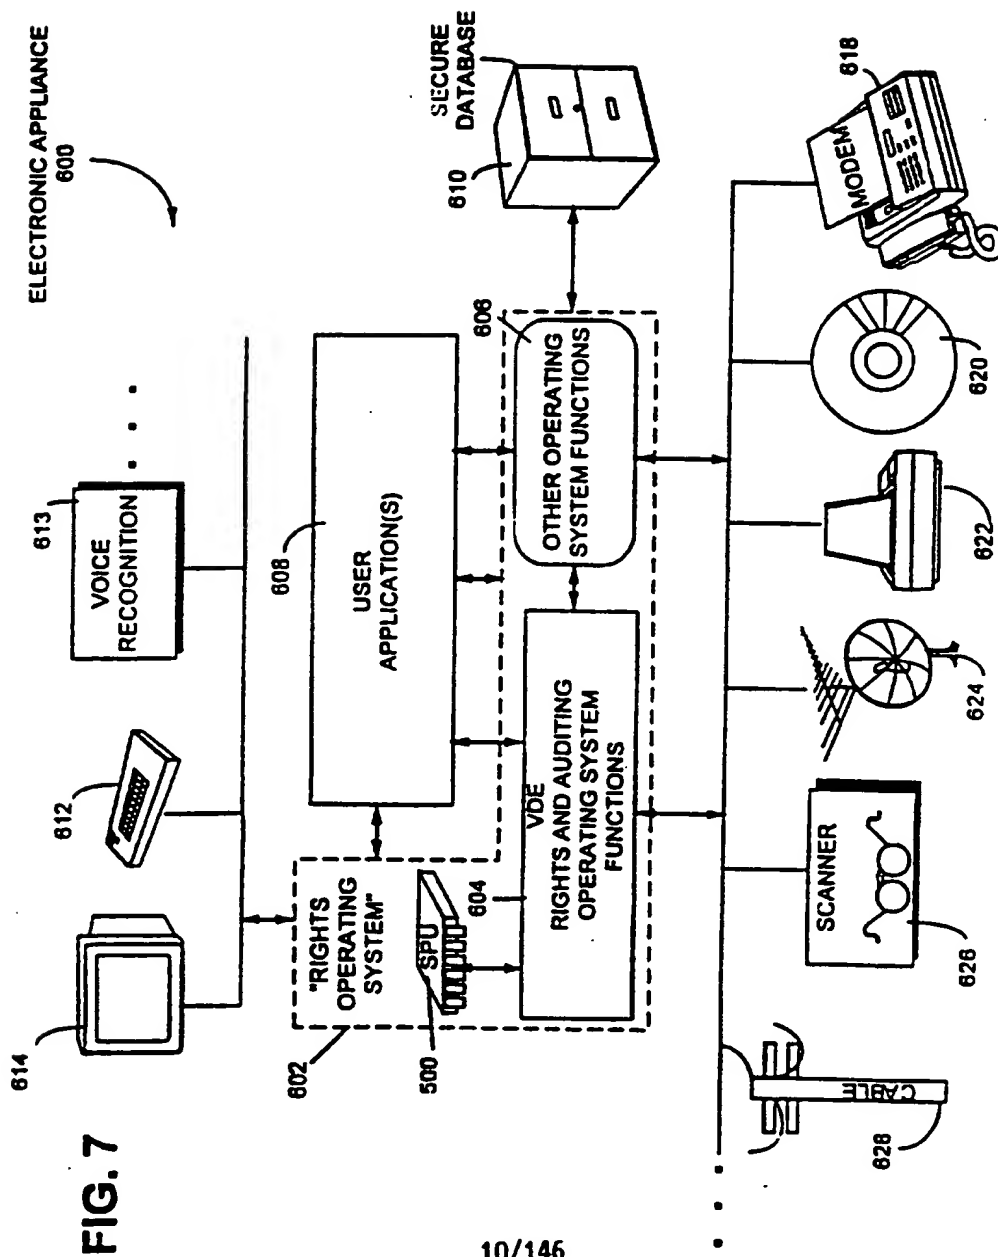 FIG. 7
ELECTRONIC APPLIANCE
600
614
612
613
VOICE
RECOGNITION
602
"RIGHTS
OPERATING
SYSTEM"
608
USER
APPLICATION(S)
SPU
500
604
VDE
RIGHTS AND AUDITING
OPERATING SYSTEM
FUNCTIONS
606
OTHER OPERATING
SYSTEM FUNCTIONS
610
SECURE
DATABASE
CABLE
628
SCANNER
626
624
622
620
MODEM
618
10/146